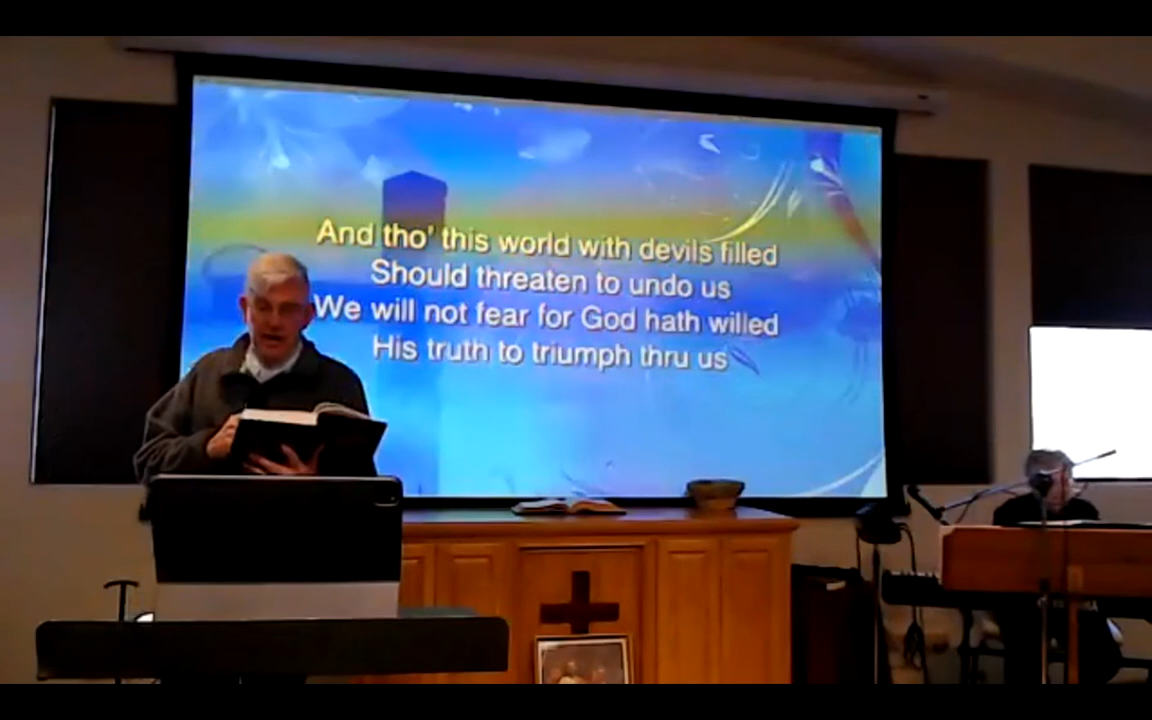 And tho' this world with devils filled
Should threaten to undo us
We will not fear for God hath willed
His truth to triumph thru us